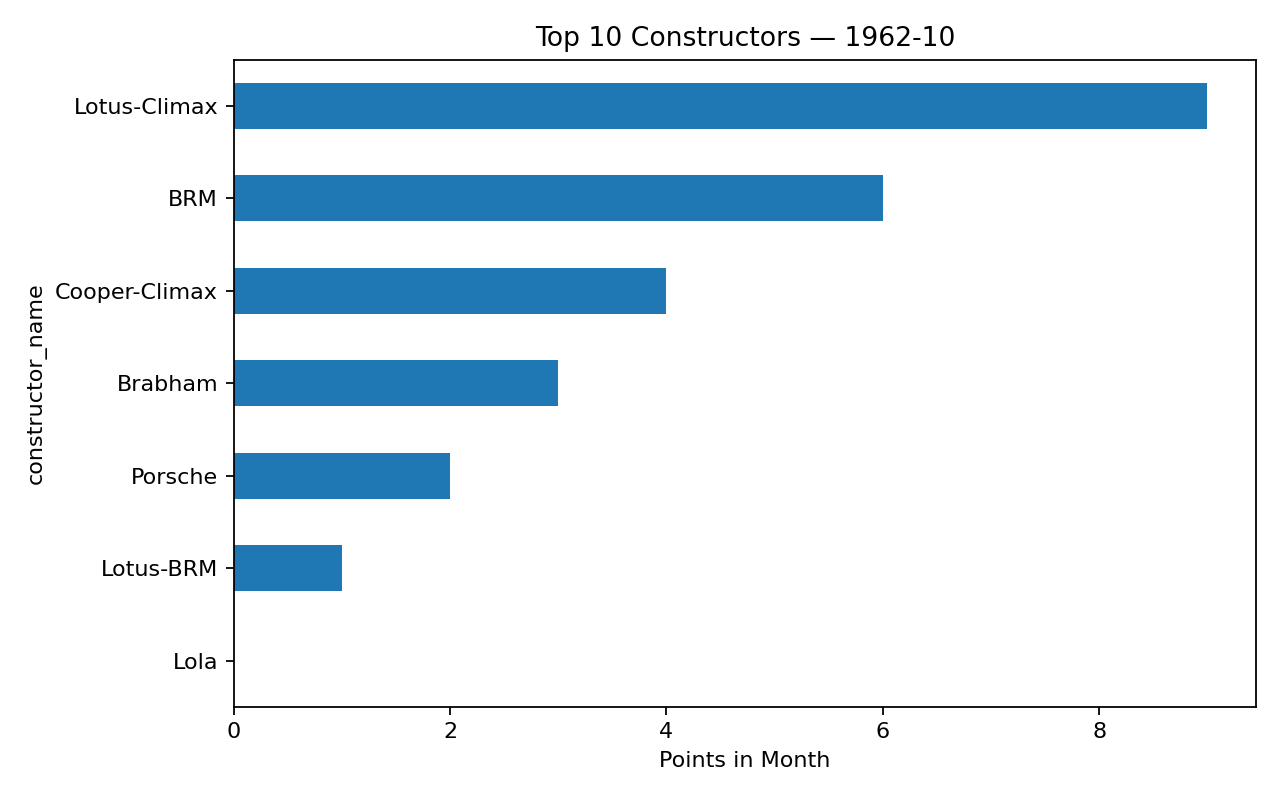 Top 10 Constructors — 1962-10
constructor_name
Lotus-Climax
BRM
Cooper-Climax
Brabham
Porsche
Lotus-BRM
Lola
0 2 4 6 8
Points in Month